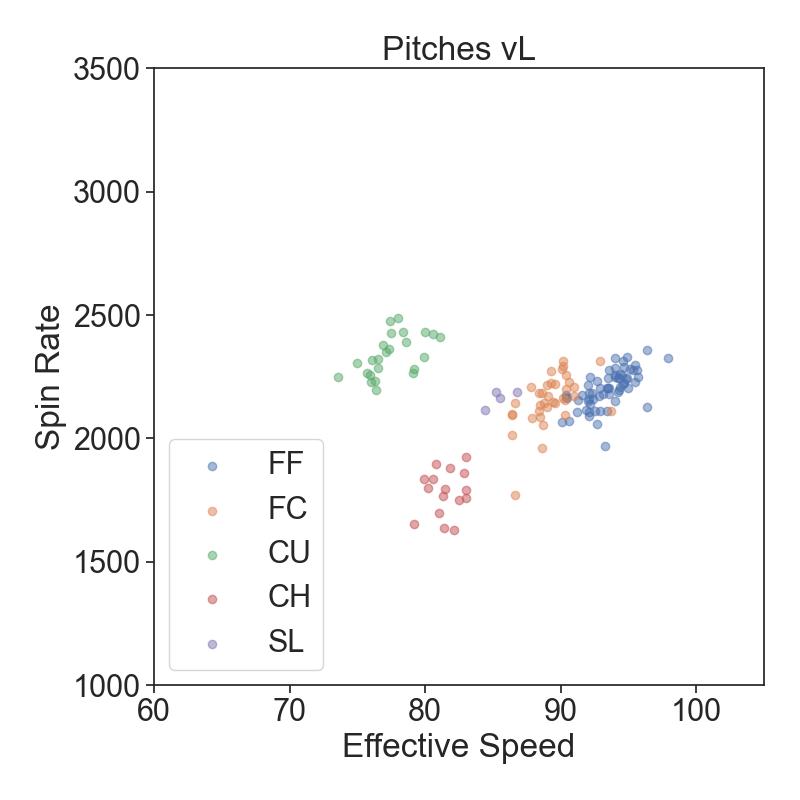 Pitches vL
3500
3000
2500
2000
1500
1000
Spin Rate
FF
FC
CU
CH
SL
60 70 80 90 100
Effective Speed